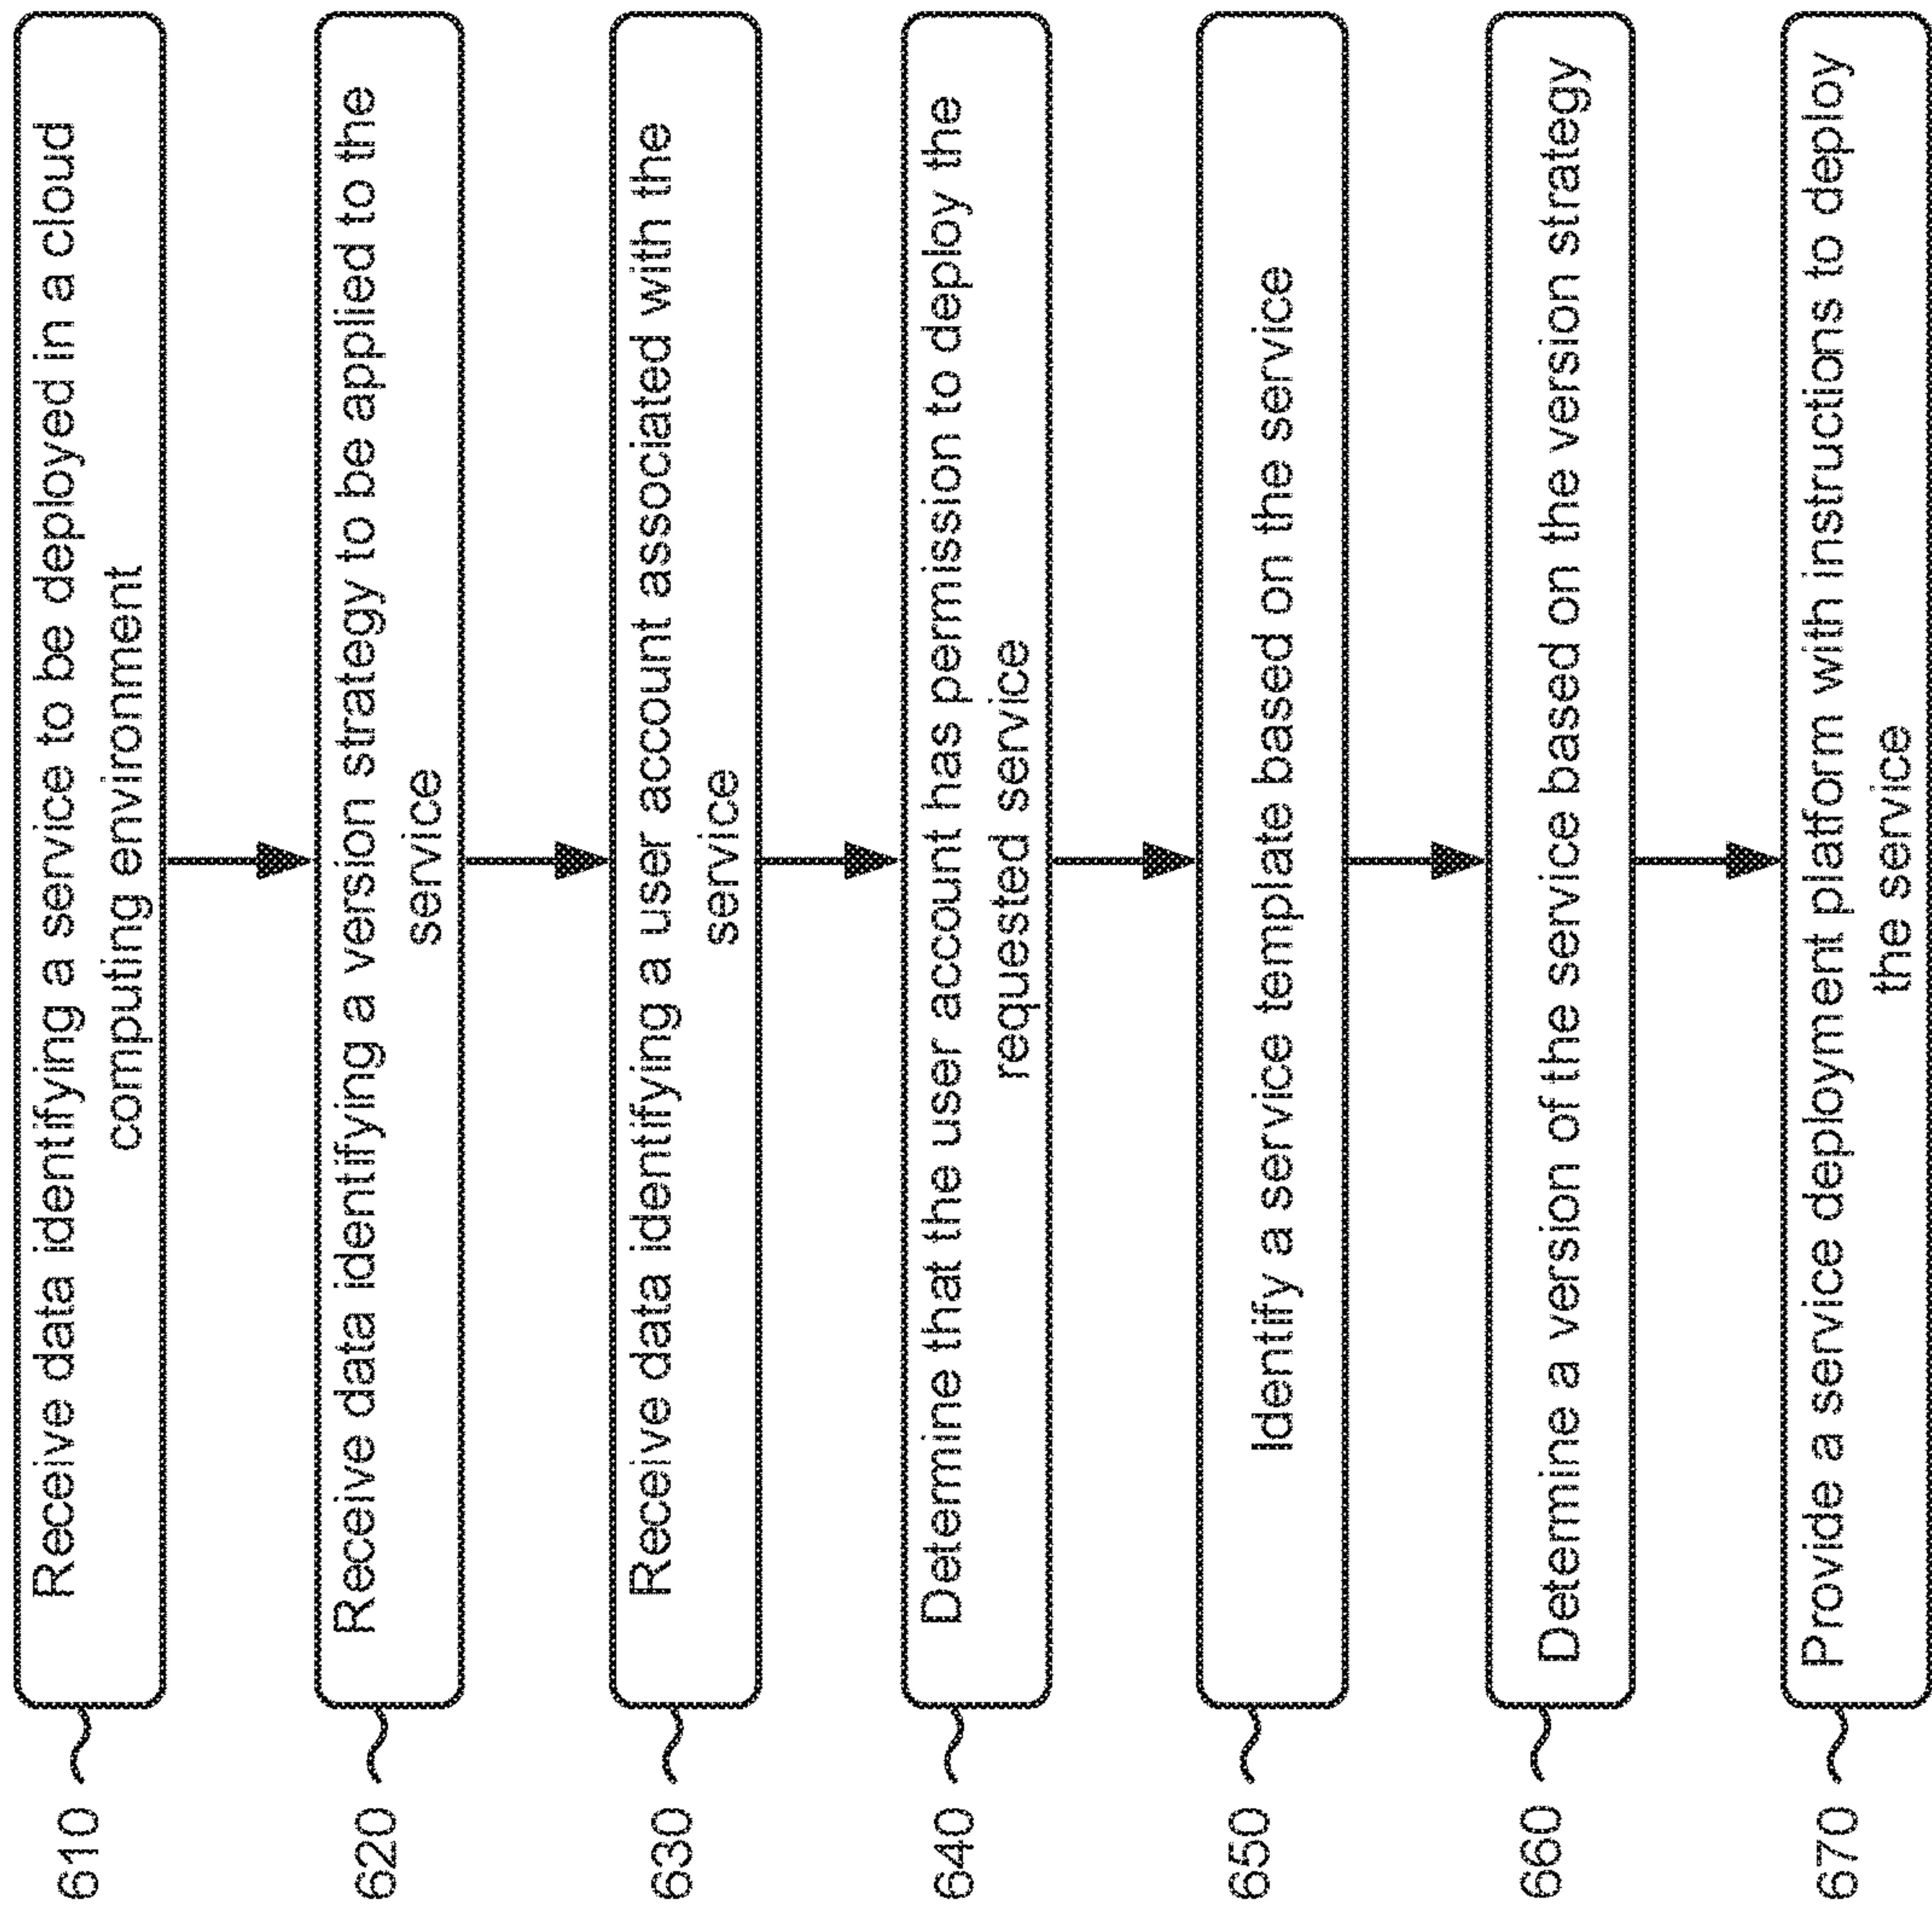 610
Receive data identifying a service to be deployed in a cloud
computing environment
620
Receive data identifying a version strategy to be applied to the
service
630
Receive data identifying a user account associated with the
service
640
Determine that the user account has permission to deploy the
requested service
650
Identify a service template based on the service
660
Determine a version of the service based on the version strategy
670
Provide a service deployment platform with instructions to deploy
the service